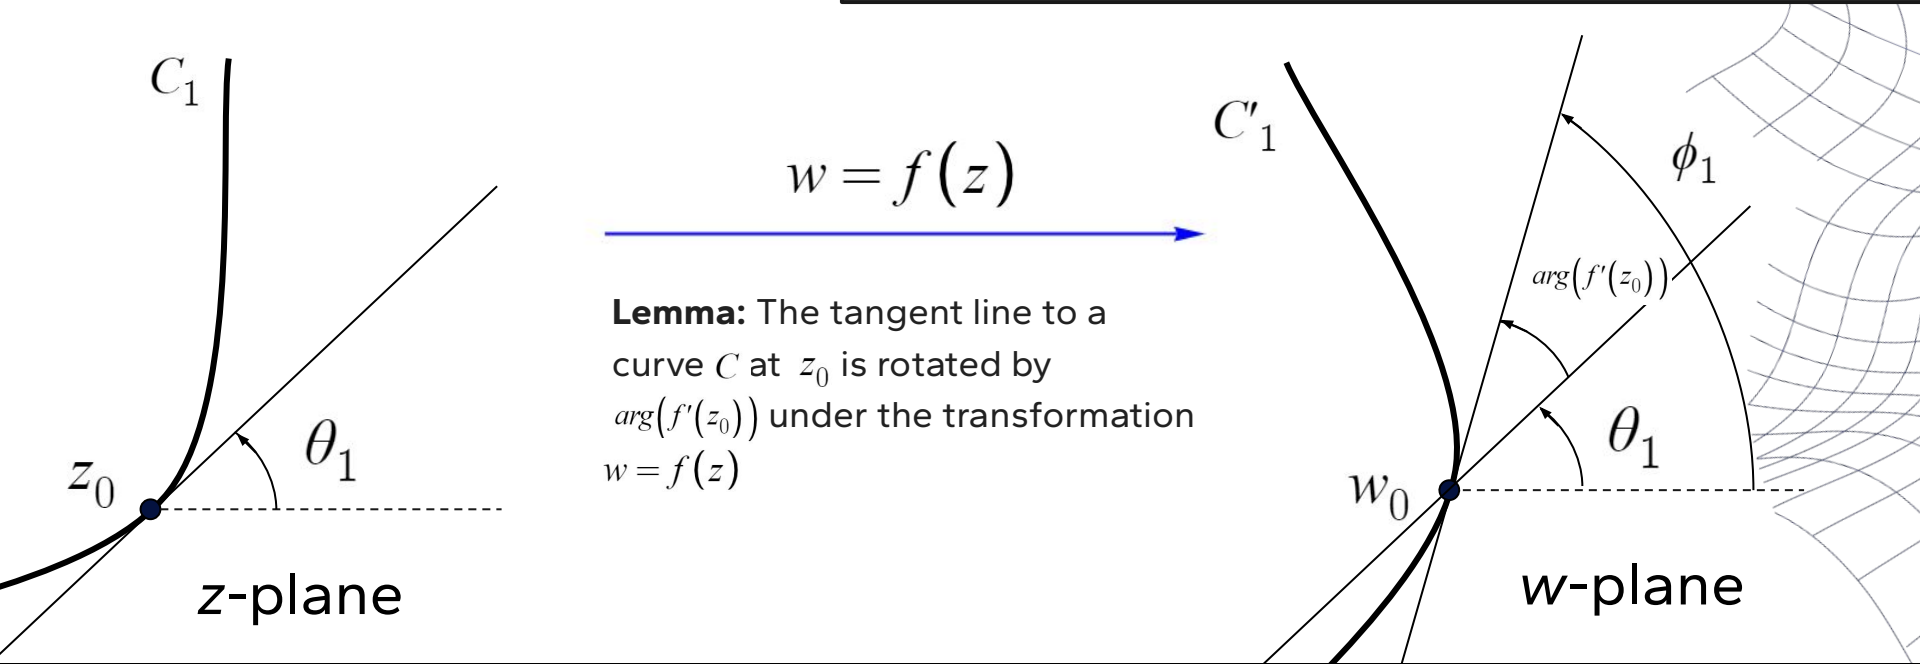 C₁
z₀
θ₁
z-plane
w = f(z)
Lemma: The tangent line to a
curve C at z₀ is rotated by
arg(f'(z₀)) under the transformation
w = f(z)
C'₁
ϕ₁
arg(f'(z₀))
θ₁
w₀
w-plane